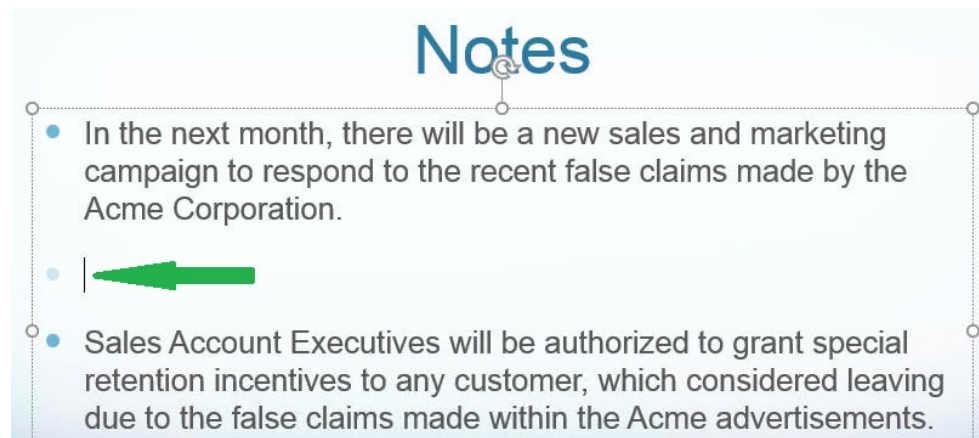 Notes
In the next month, there will be a new sales and marketing
campaign to respond to the recent false claims made by the
Acme Corporation.
Sales Account Executives will be authorized to grant special
retention incentives to any customer, which considered leaving
due to the false claims made within the Acme advertisements.